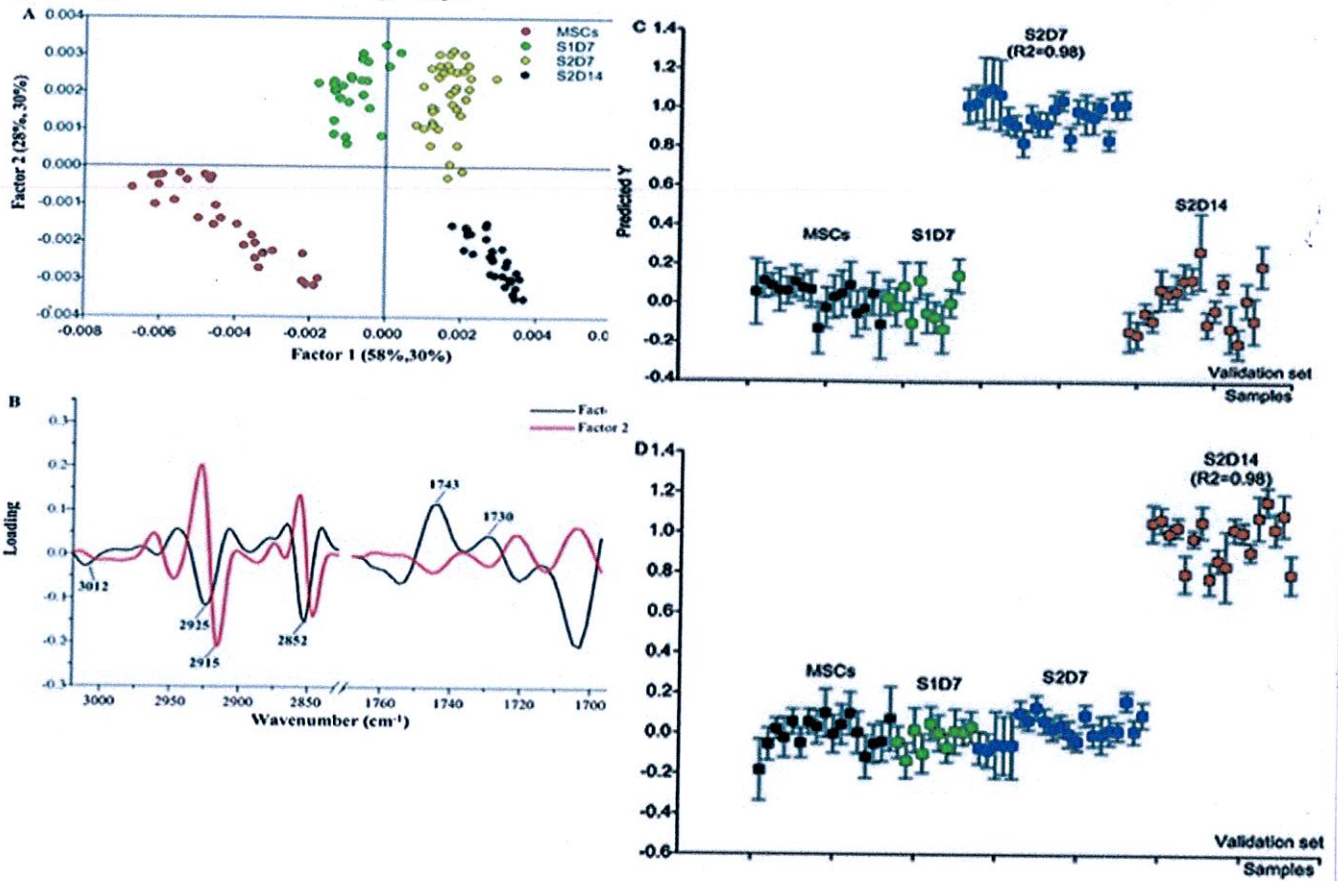 A
0.004
0.003
0.002
0.001
0.000
-0.001
-0.002
-0.003
-0.004
Factor 2 (28%, 30%)
MSCs
S1D7
S2D7
S2D14
-0.008
-0.006
-0.004
-0.002
0.000
0.002
0.004
Factor 1 (58%,30%)
B
0.3
0.2
0.1
0.0
-0.1
-0.2
-0.3
Loading
Fact
Factor 2
3012
2925
2915
2852
1743
1730
3000
2950
2900
2850
1760
1740
1720
1700
Wavenumber (cm⁻¹)
C
1.4
1.2
1.0
0.8
0.6
0.4
0.2
0.0
-0.2
-0.4
Predicted Y
S2D7
(R2=0.98)
MSCs
S1D7
S2D14
Validation set
Samples
D
1.4
1.2
1.0
0.8
0.6
0.4
0.2
0.0
-0.2
-0.4
-0.6
S2D14
(R2=0.98)
MSCs
S1D7
S2D7
Validation set
Samples